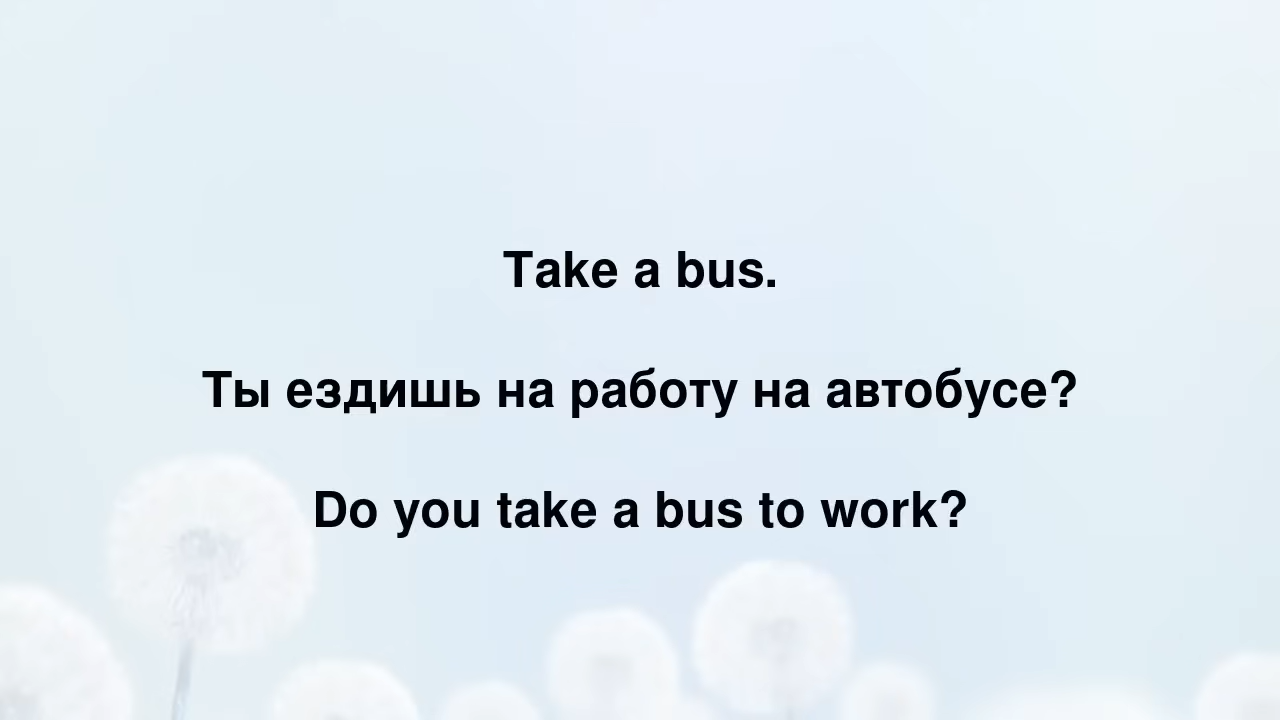 Take a bus.
Ты ездишь на работу на автобусе?
Do you take a bus to work?